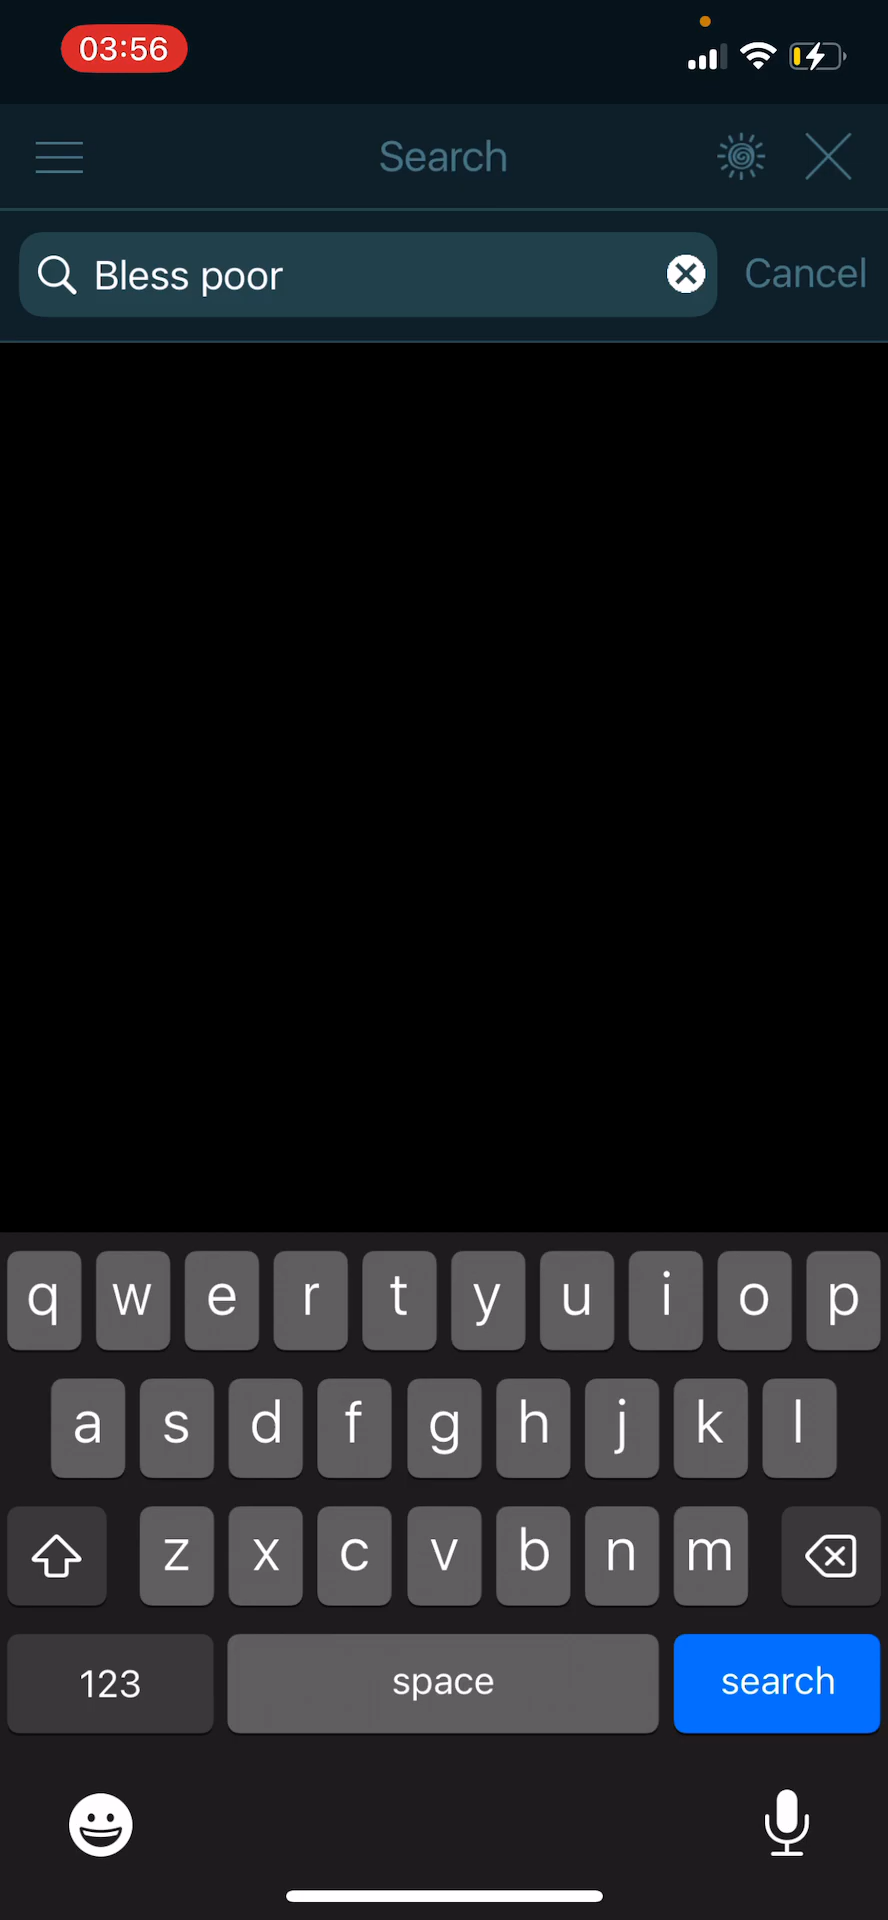 03:56
Search
Bless poor
Cancel
q w e r t y u i o p
a s d f g h j k l
z x c v b n m
123 space search